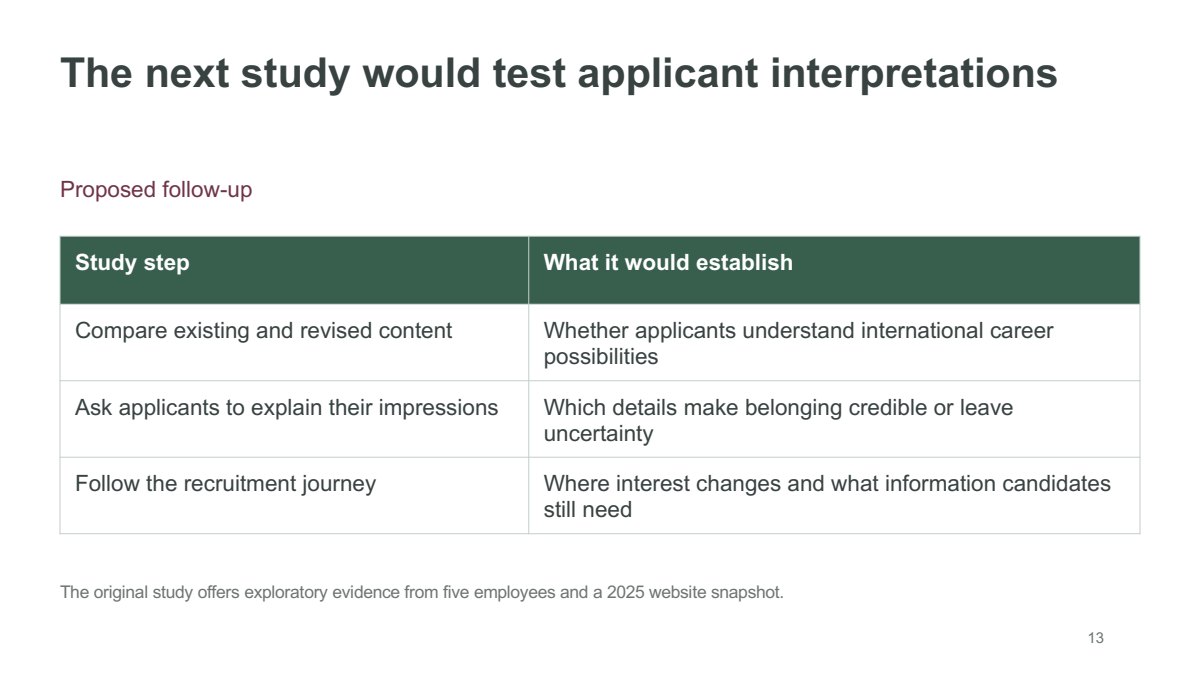 The next study would test applicant interpretations
Proposed follow-up
Study step
What it would establish
Compare existing and revised content
Whether applicants understand international career
possibilities
Ask applicants to explain their impressions
Which details make belonging credible or leave
uncertainty
Follow the recruitment journey
Where interest changes and what information candidates
still need
The original study offers exploratory evidence from five employees and a 2025 website snapshot.
13